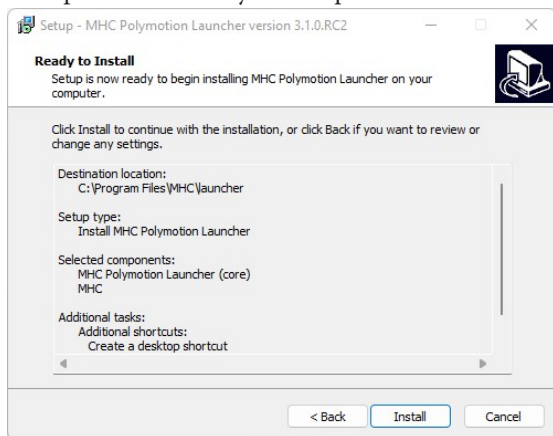 Setup - MHC Polymotion Launcher version 3.1.0.RC2
Ready to Install
Setup is now ready to begin installing MHC Polymotion Launcher on your
computer.
Click Install to continue with the installation, or click Back if you want to review or
change any settings.
Destination location:
C:\Program Files\MHC\launcher
Setup type:
Install MHC Polymotion Launcher
Selected components:
MHC Polymotion Launcher (core)
MHC
Additional tasks:
Additional shortcuts:
Create a desktop shortcut
< Back
Install
Cancel